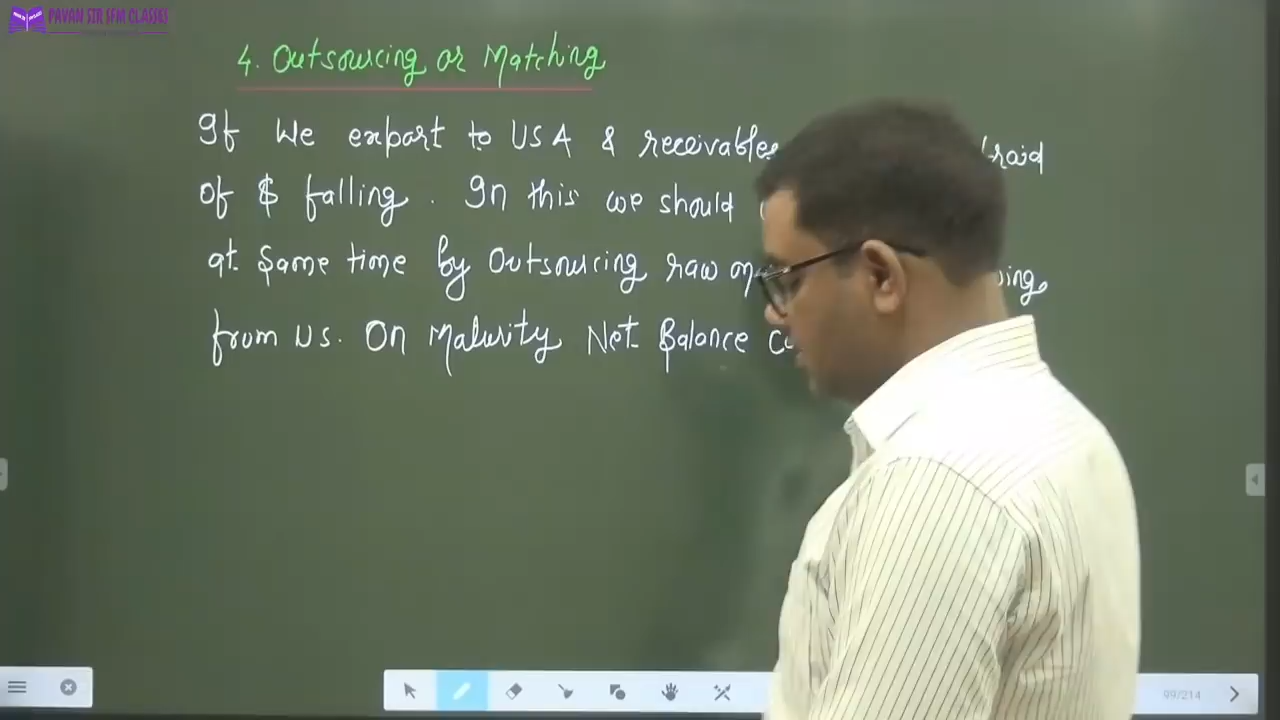 PAVAN SIR SFM CLASSES
4. Outsourcing or Matching
If We export to USA & receivables
of $ falling. In this we should
at same time by outsourcing raw
from US. On Maturity Net Balance
99/214